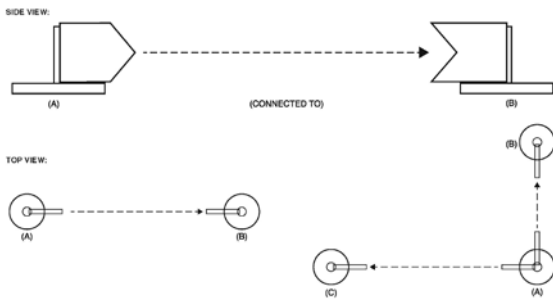 SIDE VIEW:
(A)
(CONNECTED TO)
(B)
TOP VIEW:
(B)
(A)
(B)
(C)
(A)